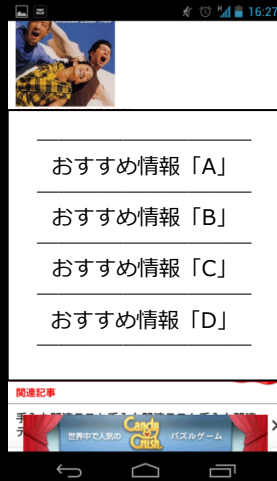 16:27
おすすめ情報「A」
おすすめ情報「B」
おすすめ情報「C」
おすすめ情報「D」
関連記事
世界中で人気の Candy Crush パズルゲーム